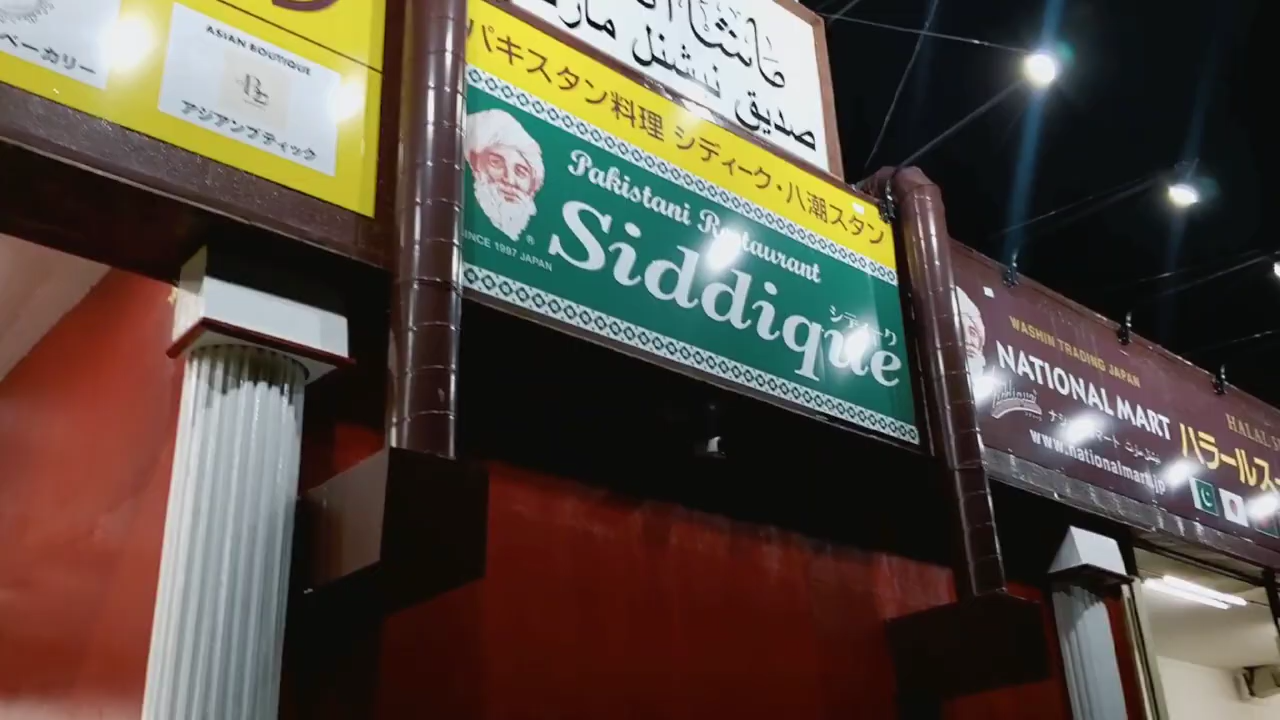 ベーカリー
ASIAN BOUTIQUE
アジアンブティック
نیشنل مارٹ
صدیق
パキスタン料理 シディーク・八潮スタン
Pakistani Restaurant
Siddique
シディーク
SINCE 1997 JAPAN
WASHIN TRADING JAPAN
NATIONAL MART
www.nationalmart.jp
HALAL
ハラールス